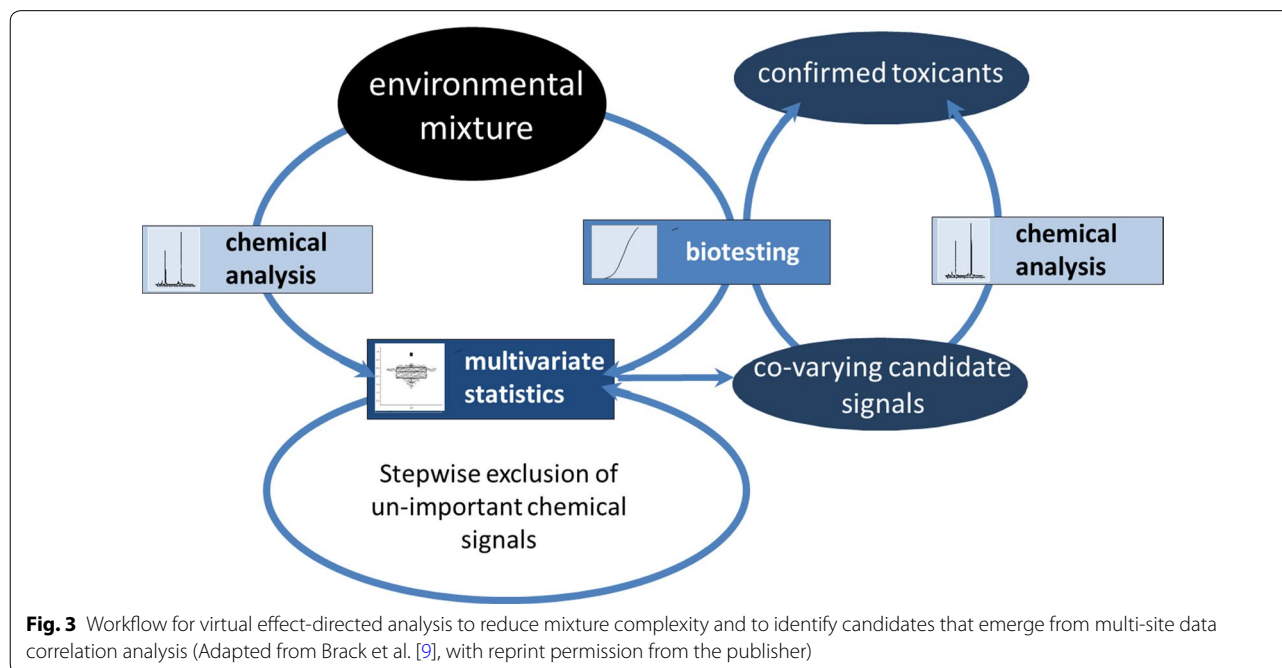 environmental
mixture
confirmed toxicants
chemical
analysis
biotesting
chemical
analysis
multivariate
statistics
co-varying candidate
signals
Stepwise exclusion of
un-important chemical
signals
Fig. 3 Workflow for virtual effect-directed analysis to reduce mixture complexity and to identify candidates that emerge from multi-site data
correlation analysis (Adapted from Brack et al. [9], with reprint permission from the publisher)